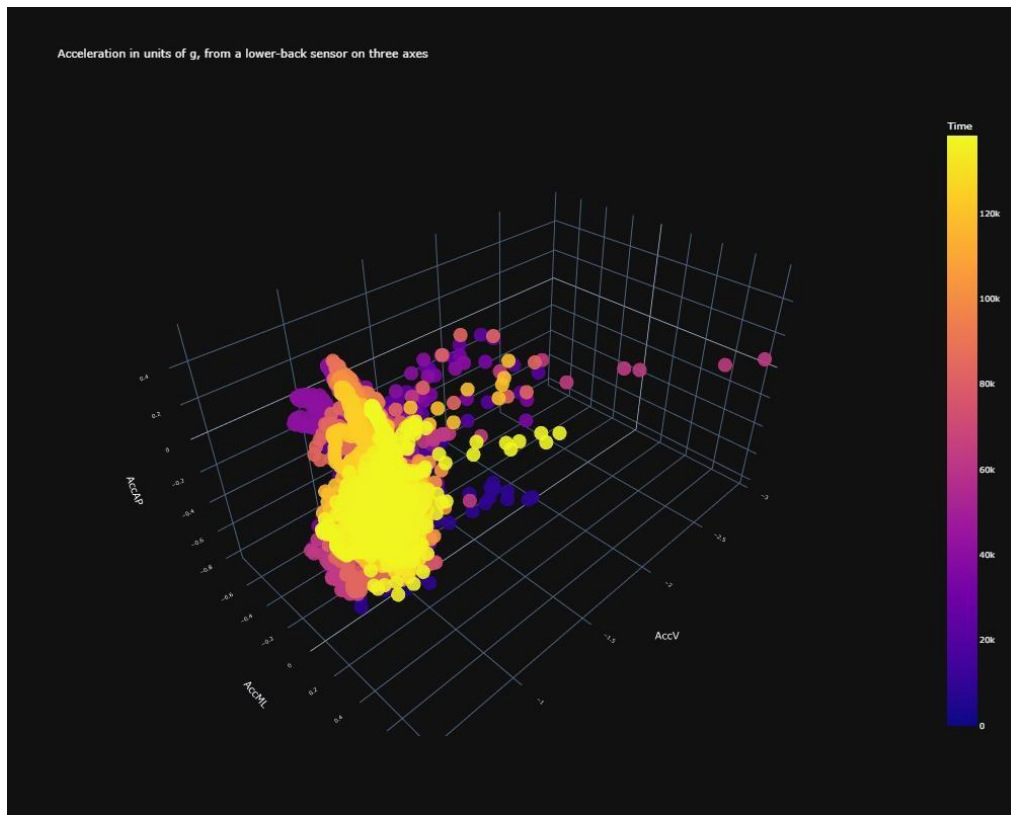 Acceleration in units of g, from a lower-back sensor on three axes
Time
120k
100k
80k
60k
40k
20k
0
AccAP
0.4
0.2
0
−0.2
−0.4
−0.6
−0.8
AccML
−0.6
−0.4
−0.2
0
0.2
0.4
AccV
−3
−2.5
−2
−1.5
−1